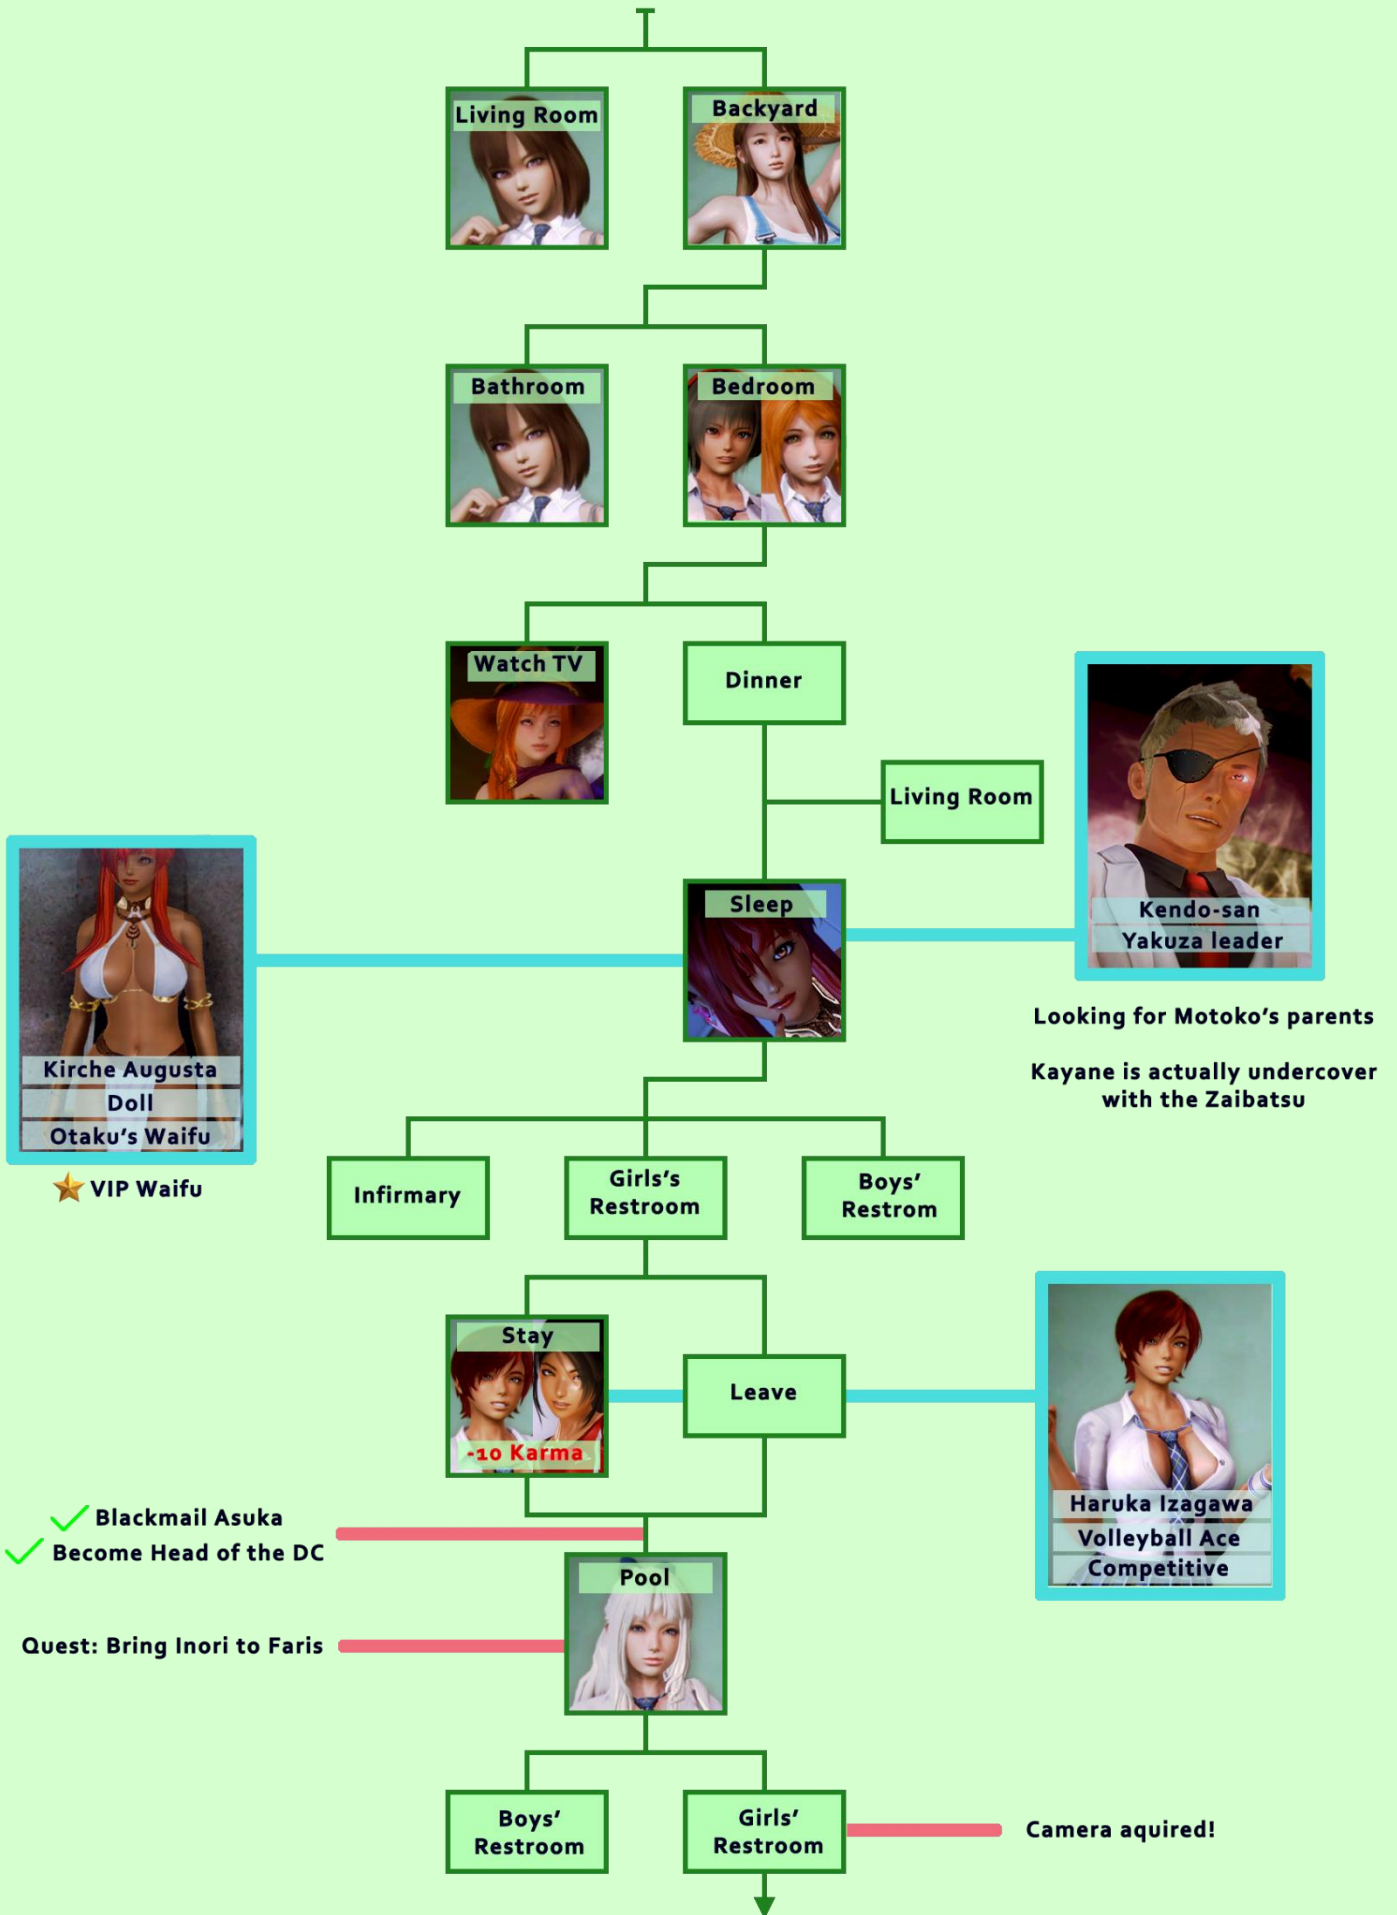 Living Room
Backyard
Bathroom
Bedroom
Watch TV
Dinner
Living Room
Sleep
Kendo-san
Yakuza leader
Looking for Motoko's parents
Kayane is actually undercover
with the Zaibatsu
Kirche Augusta
Doll
Otaku's Waifu
VIP Waifu
Infirmary
Girls's
Restroom
Boys'
Restrom
Stay
-10 Karma
Leave
Haruka Izagawa
Volleyball Ace
Competitive
Blackmail Asuka
Become Head of the DC
Pool
Quest: Bring Inori to Faris
Boys'
Restroom
Girls'
Restroom
Camera aquired!